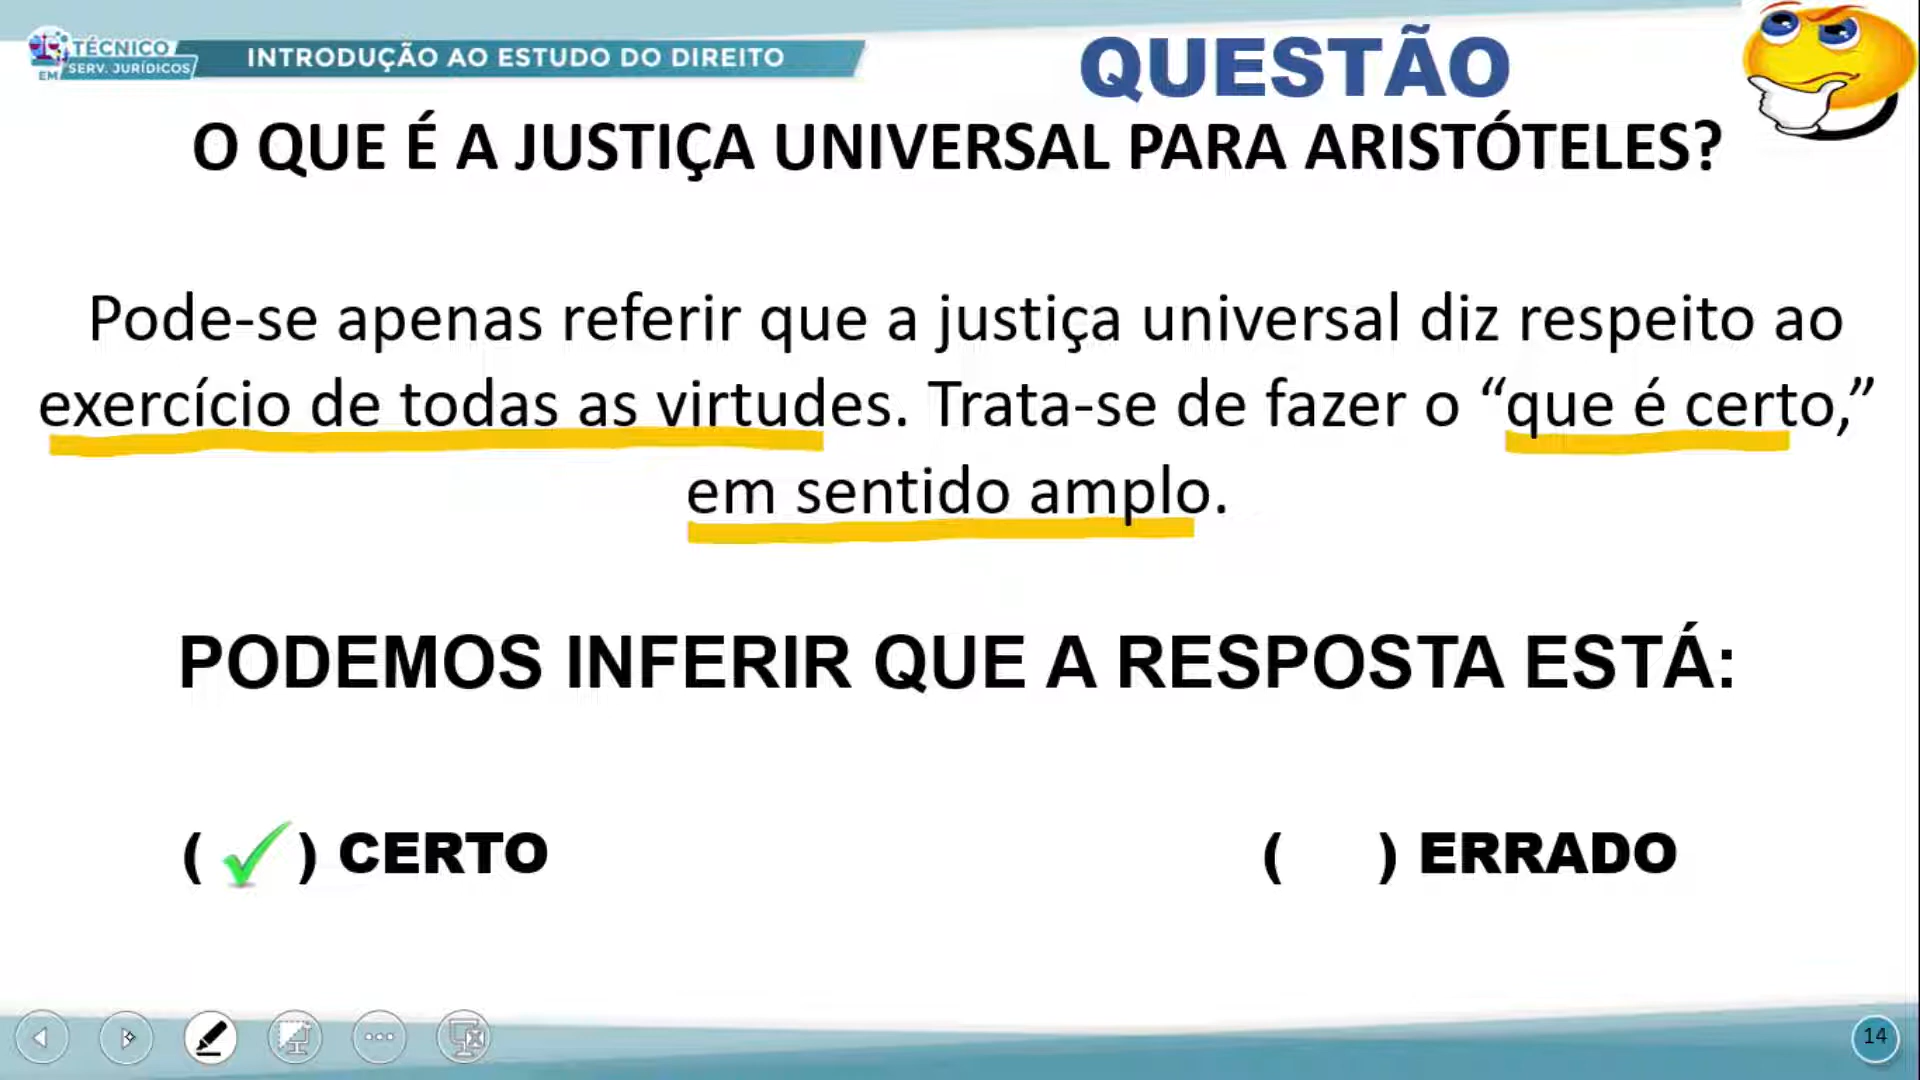 TÉCNICO
EM SERV. JURÍDICOS
INTRODUÇÃO AO ESTUDO DO DIREITO
QUESTÃO
O QUE É A JUSTIÇA UNIVERSAL PARA ARISTÓTELES?
Pode-se apenas referir que a justiça universal diz respeito ao
exercício de todas as virtudes. Trata-se de fazer o “que é certo,”
em sentido amplo.
PODEMOS INFERIR QUE A RESPOSTA ESTÁ:
( ) CERTO
( ) ERRADO
14